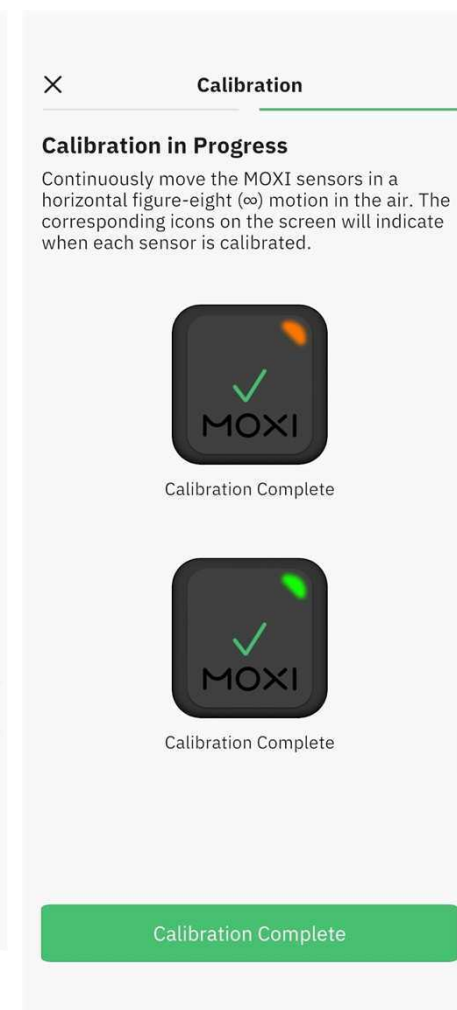 Calibration
Calibration in Progress
Continuously move the MOXI sensors in a
horizontal figure-eight (∞) motion in the air. The
corresponding icons on the screen will indicate
when each sensor is calibrated.
MOXI
Calibration Complete
MOXI
Calibration Complete
Calibration Complete